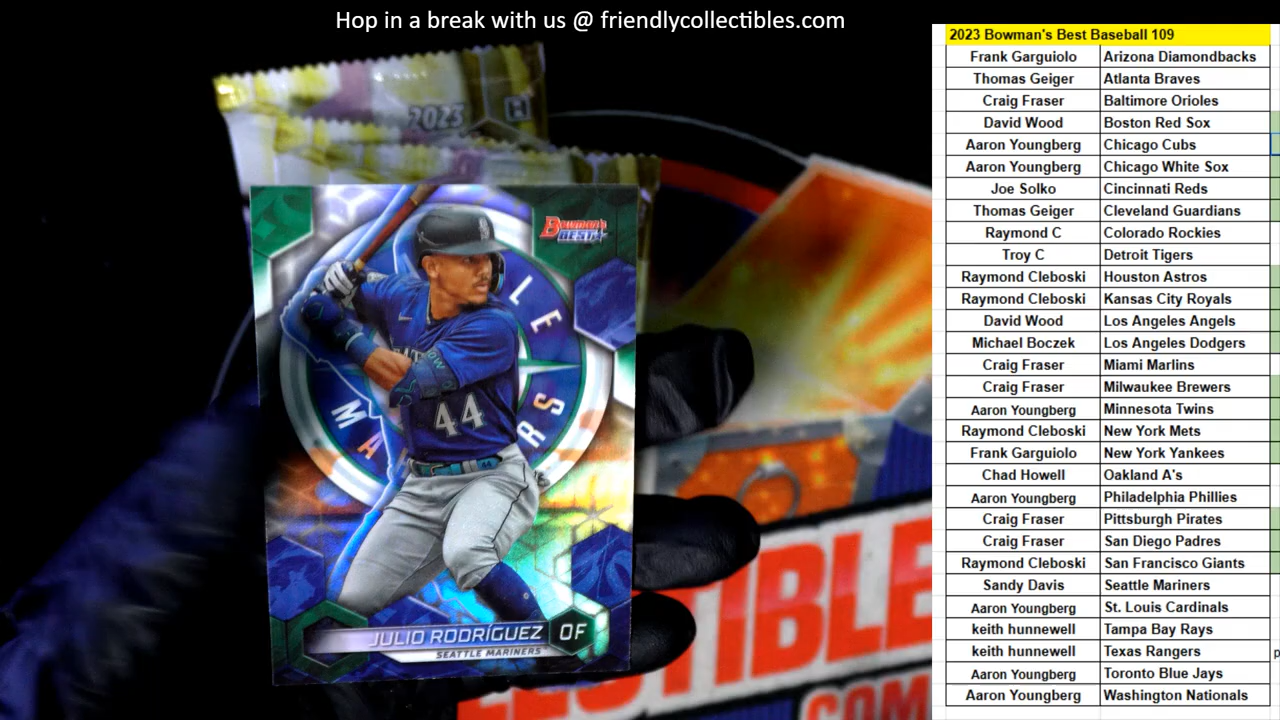 Hop in a break with us @ friendlycollectibles.com
2023 Bowman's Best Baseball 109
Frank Garguiolo Arizona Diamondbacks
Thomas Geiger Atlanta Braves
Craig Fraser Baltimore Orioles
David Wood Boston Red Sox
Aaron Youngberg Chicago Cubs
Aaron Youngberg Chicago White Sox
Joe Solko Cincinnati Reds
Thomas Geiger Cleveland Guardians
Raymond C Colorado Rockies
Troy C Detroit Tigers
Raymond Cleboski Houston Astros
Raymond Cleboski Kansas City Royals
David Wood Los Angeles Angels
Michael Boczek Los Angeles Dodgers
Craig Fraser Miami Marlins
Craig Fraser Milwaukee Brewers
Aaron Youngberg Minnesota Twins
Raymond Cleboski New York Mets
Frank Garguiolo New York Yankees
Chad Howell Oakland A's
Aaron Youngberg Philadelphia Phillies
Craig Fraser Pittsburgh Pirates
Craig Fraser San Diego Padres
Raymond Cleboski San Francisco Giants
Sandy Davis Seattle Mariners
Aaron Youngberg St. Louis Cardinals
keith hunnewell Tampa Bay Rays
keith hunnewell Texas Rangers
p
Aaron Youngberg Toronto Blue Jays
Aaron Youngberg Washington Nationals
2023
BOWMAN'S
BEST
LE
MA RS
44
JULIO RODRÍGUEZ OF
SEATTLE MARINERS
ECTIBLE
COM